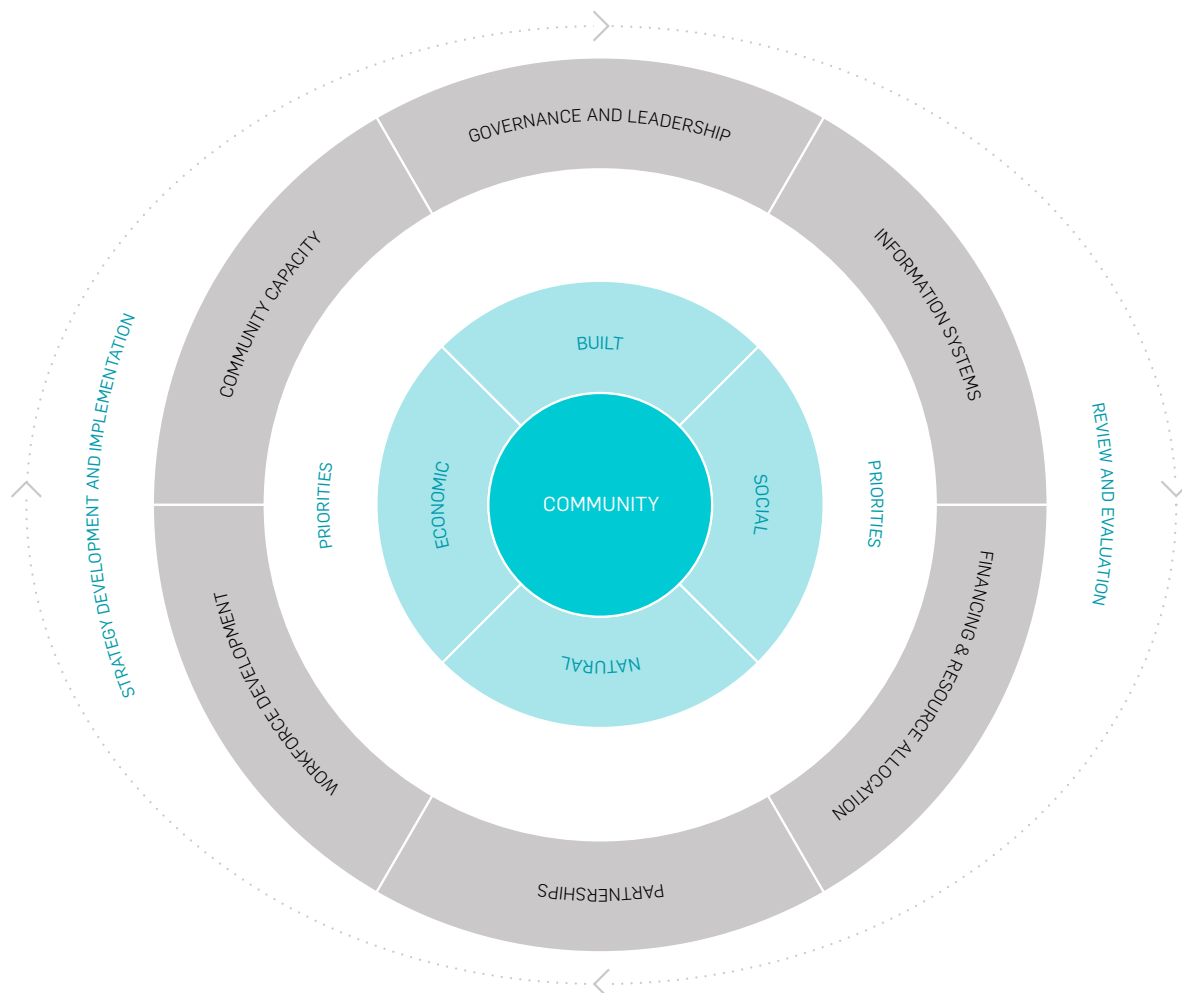 GOVERNANCE AND LEADERSHIP
INFORMATION SYSTEMS
FINANCING & RESOURCE ALLOCATION
PARTNERSHIPS
WORKFORCE DEVELOPMENT
COMMUNITY CAPACITY
STRATEGY DEVELOPMENT AND IMPLEMENTATION
REVIEW AND EVALUATION
PRIORITIES
PRIORITIES
BUILT
SOCIAL
NATURAL
ECONOMIC
COMMUNITY